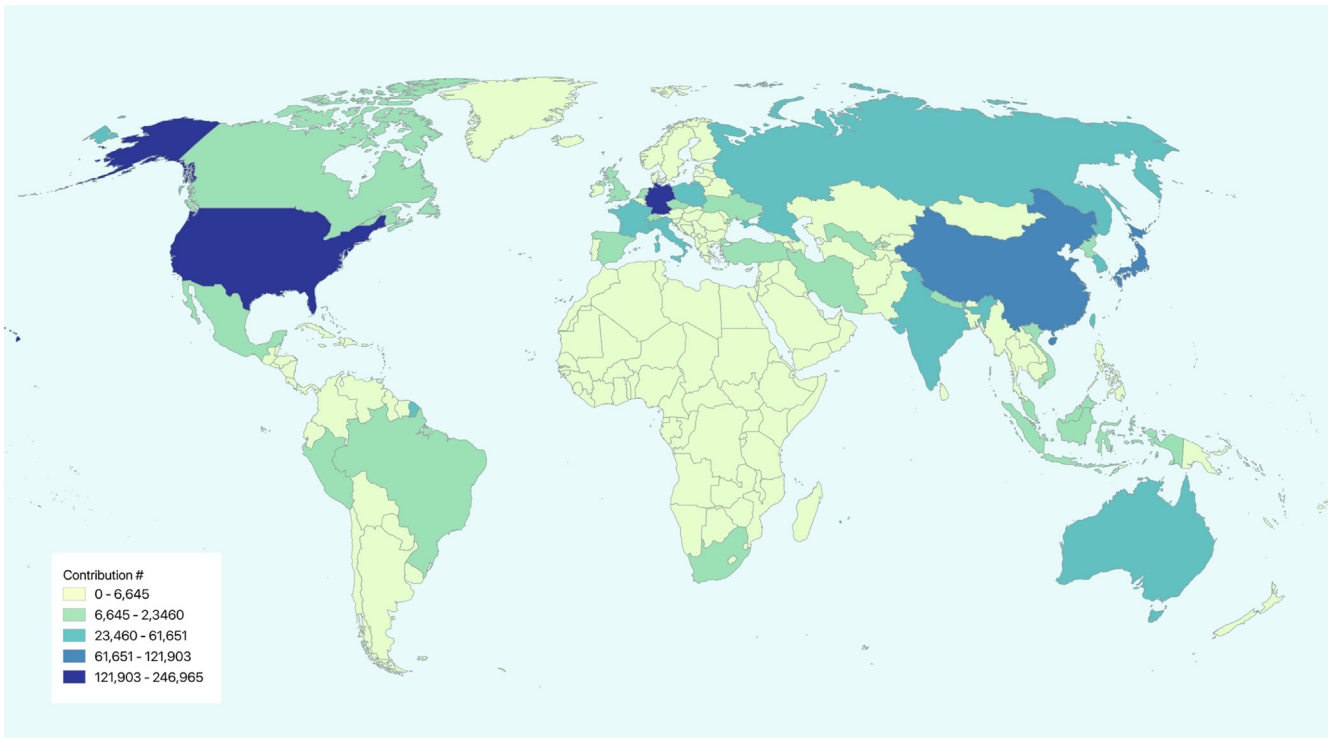 Contribution #
0 - 6,645
6,645 - 2,3460
23,460 - 61,651
61,651 - 121,903
121,903 - 246,965